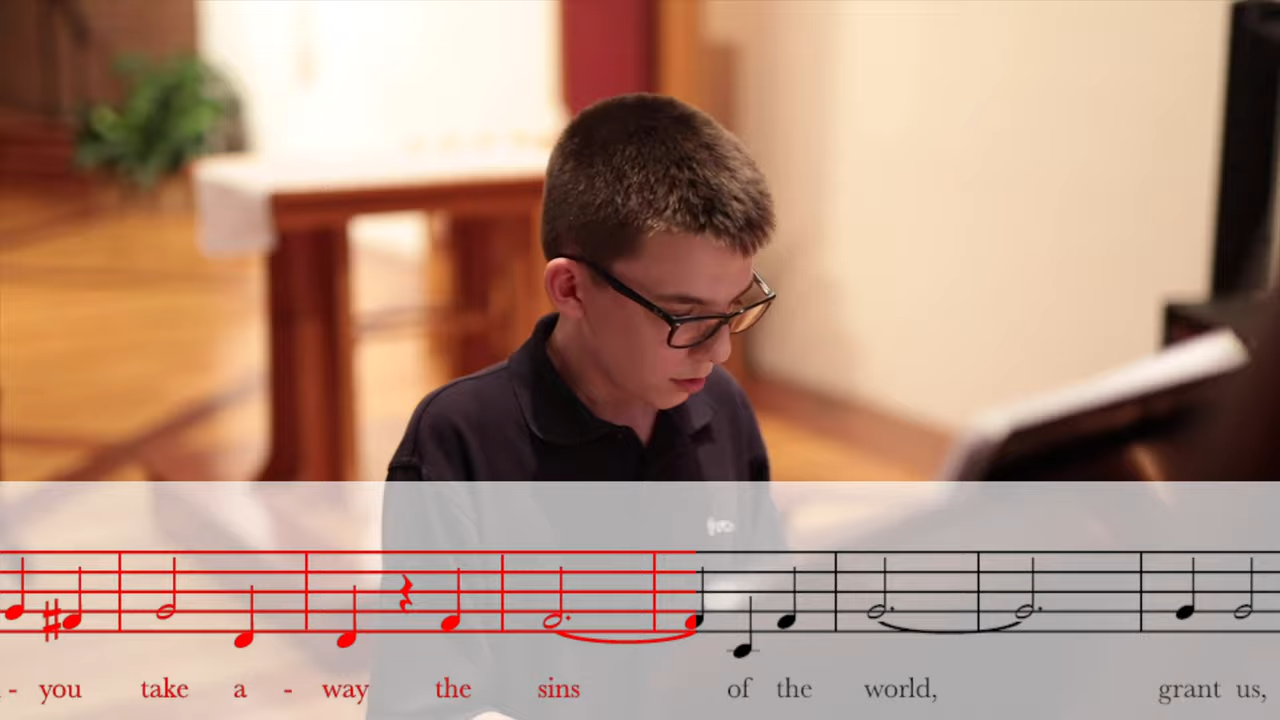 - you take a - way the sins of the world, grant us,